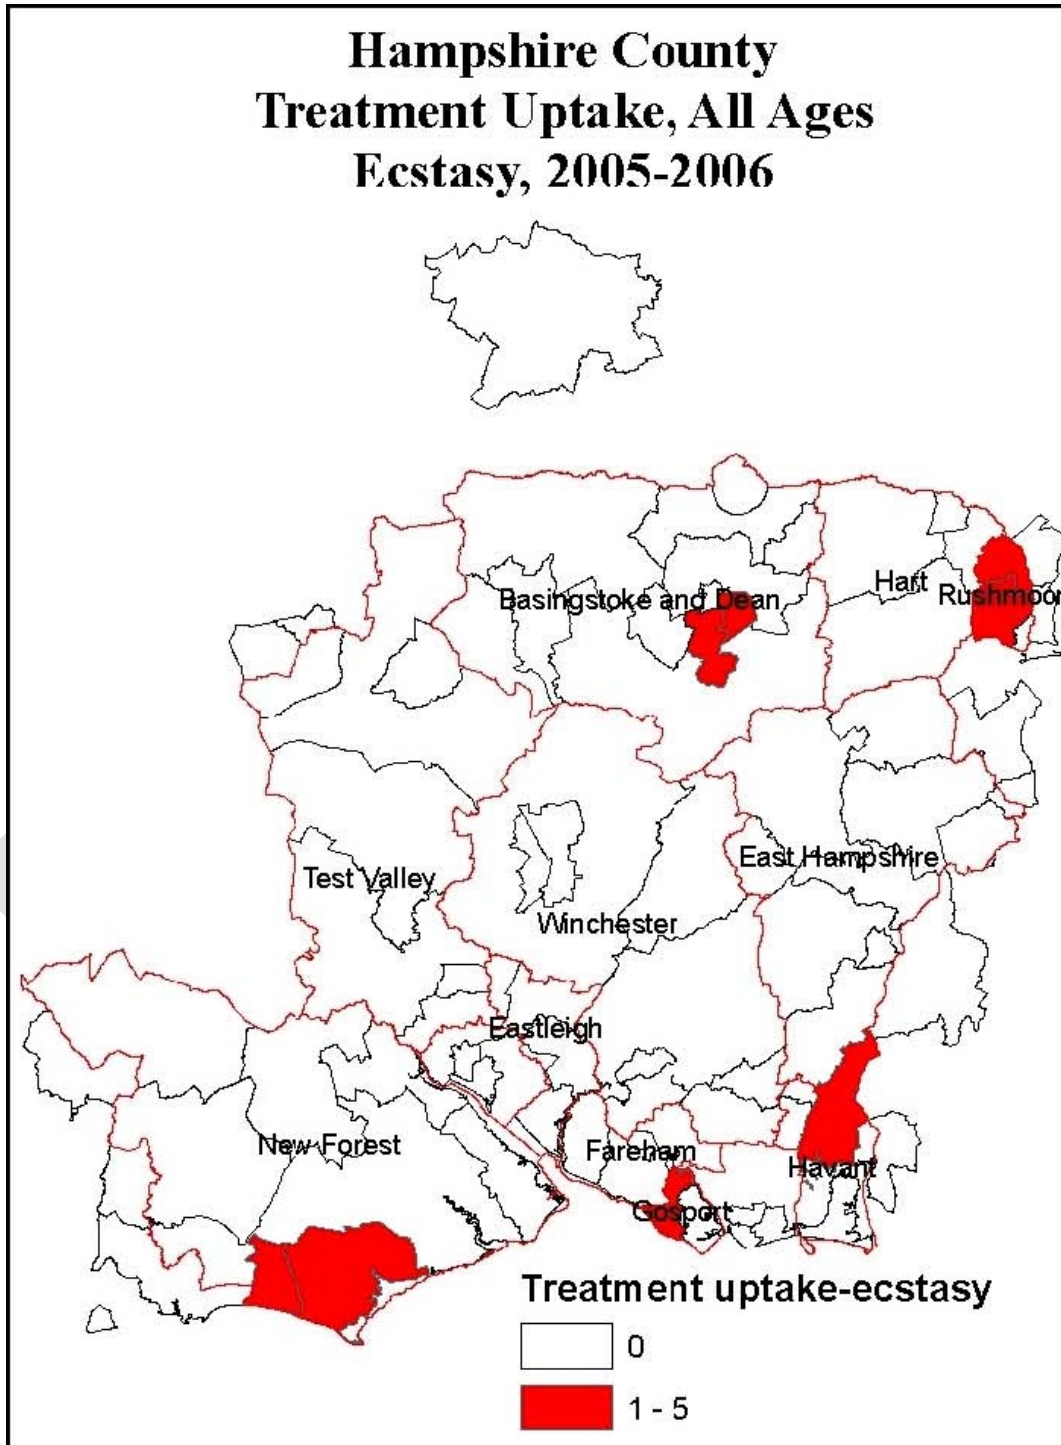 Hampshire County
Treatment Uptake, All Ages
Ecstasy, 2005-2006
Basingstoke and Dean
Hart
Rushmoor
Test Valley
East Hampshire
Winchester
Eastleigh
New Forest
Fareham
Havant
Gosport
Treatment uptake-ecstasy
0
1 - 5